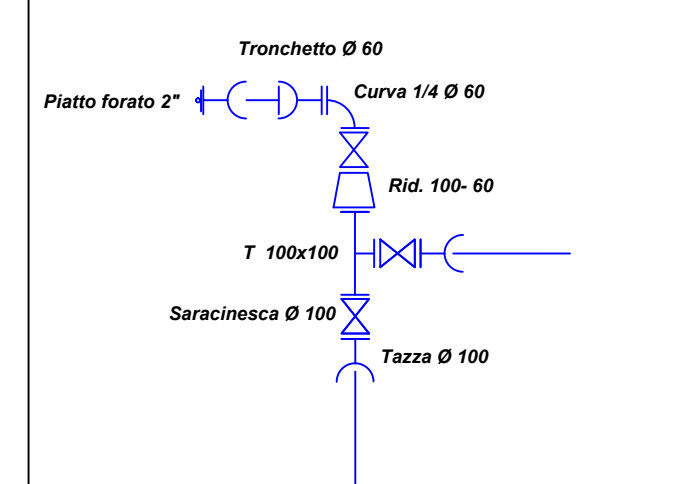 Tronchetto Ø 60
Curva 1/4 Ø 60
Piatto forato 2"
Rid. 100- 60
T 100x100
Saracinesca Ø 100
Tazza Ø 100